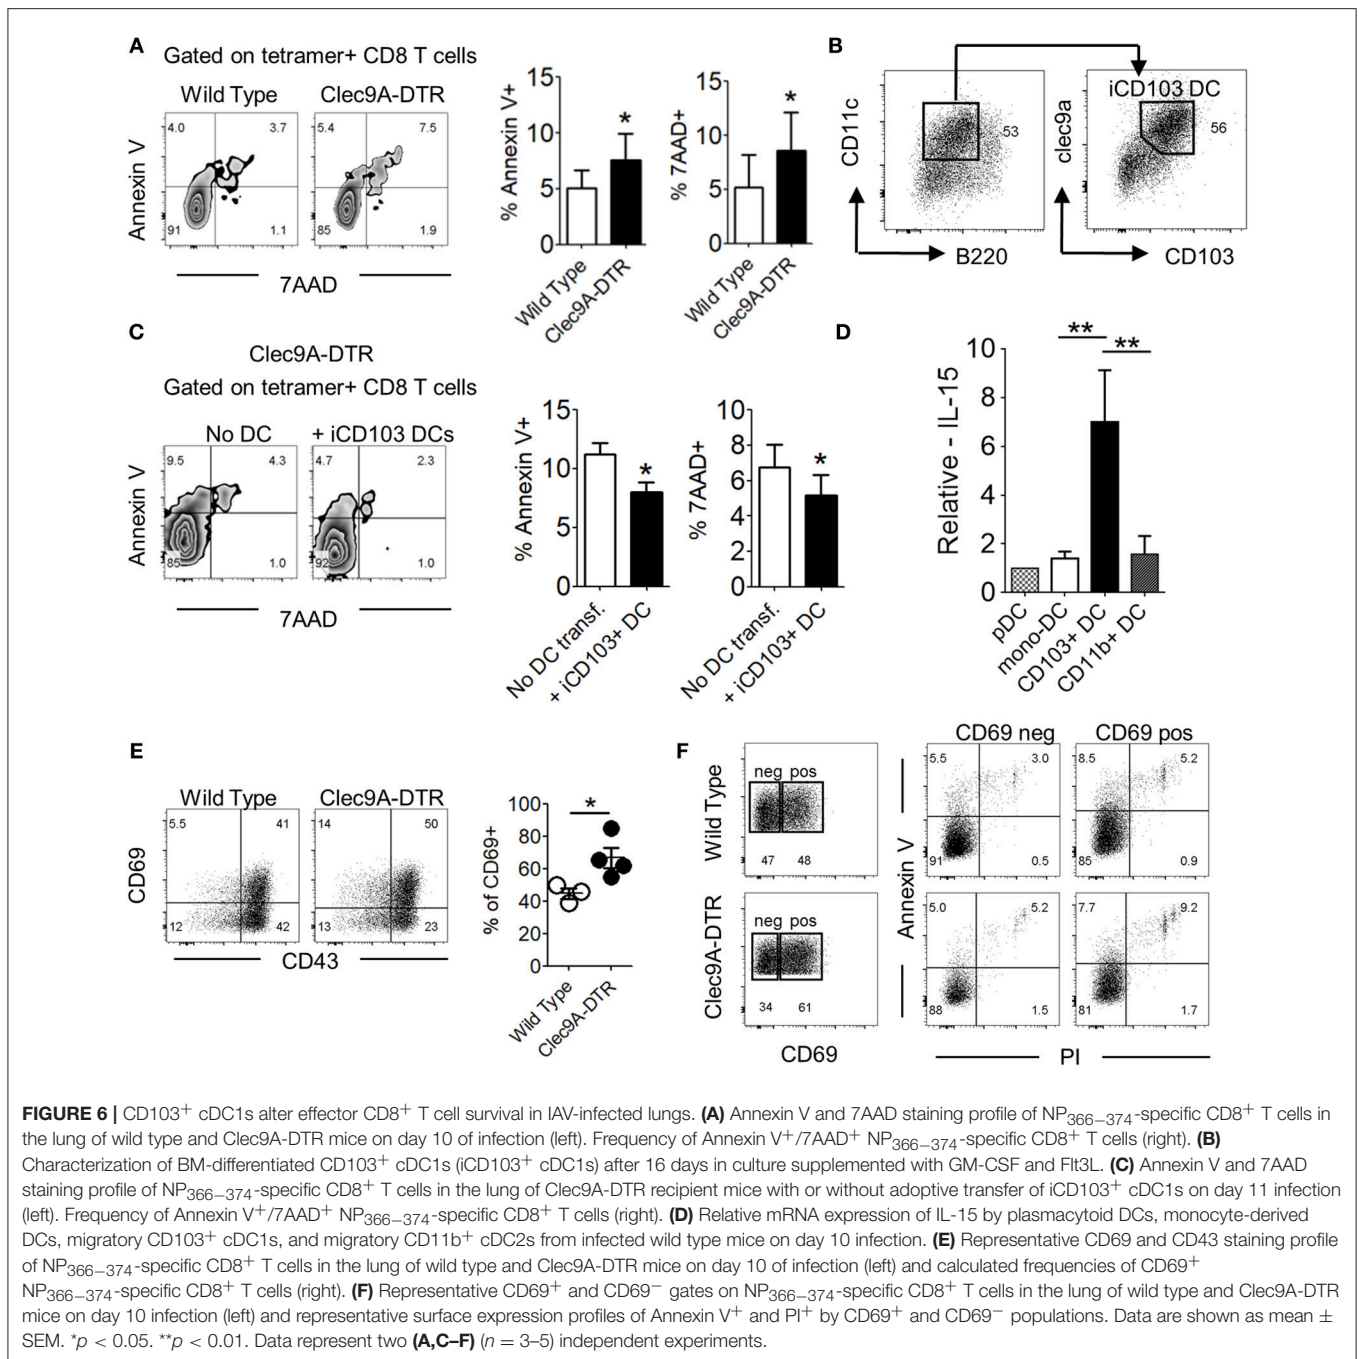 A
Gated on tetramer+ CD8 T cells
Wild Type
Clec9A-DTR
4.0
3.7
91
1.1
5.4
7.5
85
1.9
Annexin V
7AAD
% Annexin V+
15
10
5
0
Wild Type
Clec9A-DTR
*
% 7AAD+
15
10
5
0
Wild Type
Clec9A-DTR
*
B
CD11c
B220
53
clec9a
iCD103 DC
56
CD103
C
Clec9A-DTR
Gated on tetramer+ CD8 T cells
No DC
+ iCD103 DCs
9.5
4.3
85
1.0
4.7
2.3
92
1.0
Annexin V
7AAD
% Annexin V+
15
10
5
0
No DC transf.
+ iCD103+ DC
*
% 7AAD+
10
8
6
4
2
0
No DC transf.
+ iCD103+ DC
*
D
Relative - IL-15
10
8
6
4
2
0
**
**
pDC
mono-DC
CD103+ DC
CD11b+ DC
E
Wild Type
Clec9A-DTR
5.5
41
12
42
14
50
13
23
CD69
CD43
% of CD69+
100
80
60
40
20
0
*
Wild Type
Clec9A-DTR
F
Wild Type
neg pos
47 48
Clec9A-DTR
neg pos
34 61
CD69
CD69 neg
CD69 pos
5.5
3.0
91
0.5
8.5
5.2
85
0.9
5.0
5.2
88
1.5
7.7
9.2
81
1.7
Annexin V
PI
FIGURE 6 | CD103+ cDC1s alter effector CD8+ T cell survival in IAV-infected lungs. (A) Annexin V and 7AAD staining profile of NP366−374-specific CD8+ T cells in
the lung of wild type and Clec9A-DTR mice on day 10 of infection (left). Frequency of Annexin V+/7AAD+ NP366−374-specific CD8+ T cells (right). (B)
Characterization of BM-differentiated CD103+ cDC1s (iCD103+ cDC1s) after 16 days in culture supplemented with GM-CSF and Flt3L. (C) Annexin V and 7AAD
staining profile of NP366−374-specific CD8+ T cells in the lung of Clec9A-DTR recipient mice with or without adoptive transfer of iCD103+ cDC1s on day 11 infection
(left). Frequency of Annexin V+/7AAD+ NP366−374-specific CD8+ T cells (right). (D) Relative mRNA expression of IL-15 by plasmacytoid DCs, monocyte-derived
DCs, migratory CD103+ cDC1s, and migratory CD11b+ cDC2s from infected wild type mice on day 10 infection. (E) Representative CD69 and CD43 staining profile
of NP366−374-specific CD8+ T cells in the lung of wild type and Clec9A-DTR mice on day 10 of infection (left) and calculated frequencies of CD69+
NP366−374-specific CD8+ T cells (right). (F) Representative CD69+ and CD69− gates on NP366−374-specific CD8+ T cells in the lung of wild type and Clec9A-DTR
mice on day 10 infection (left) and representative surface expression profiles of Annexin V+ and PI+ by CD69+ and CD69− populations. Data are shown as mean ±
SEM. *p < 0.05. **p < 0.01. Data represent two (A,C–F) (n = 3–5) independent experiments.